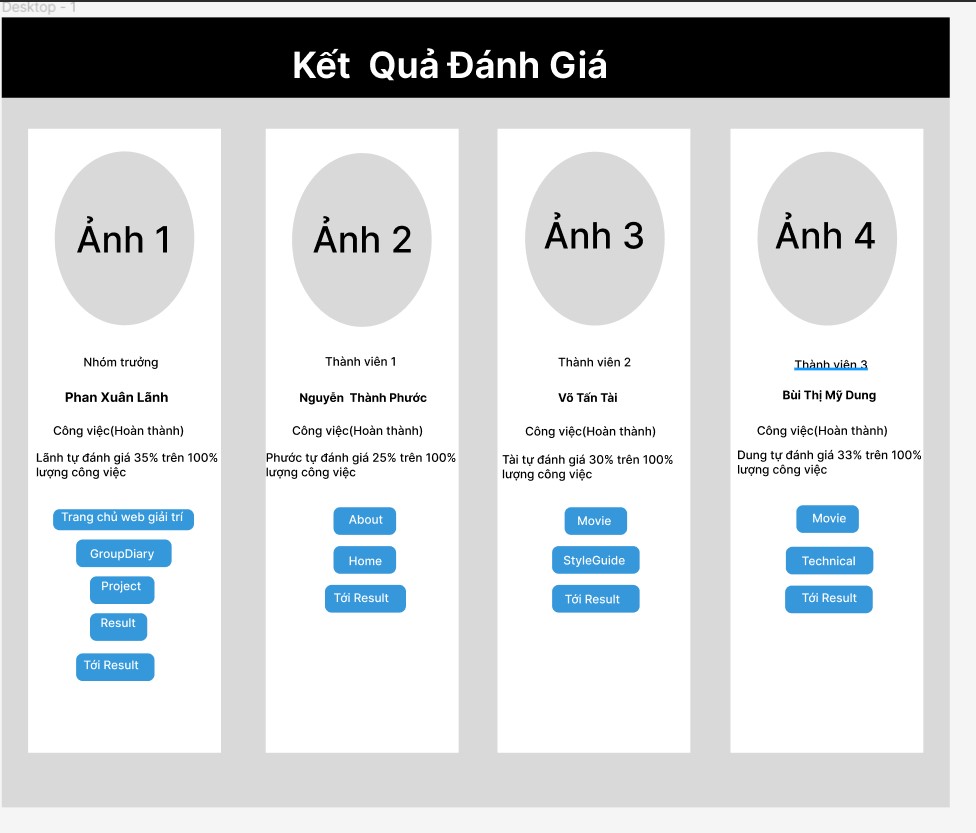 Desktop - 1
Kết Quả Đánh Giá
Ảnh 1
Nhóm trưởng
Phan Xuân Lãnh
Công việc(Hoàn thành)
Lãnh tự đánh giá 35% trên 100%
lượng công việc
Trang chủ web giải trí
GroupDiary
Project
Result
Tới Result
Ảnh 2
Thành viên 1
Nguyễn Thành Phước
Công việc(Hoàn thành)
Phước tự đánh giá 25% trên 100%
lượng công việc
About
Home
Tới Result
Ảnh 3
Thành viên 2
Võ Tấn Tài
Công việc(Hoàn thành)
Tài tự đánh giá 30% trên 100%
lượng công việc
Movie
StyleGuide
Tới Result
Ảnh 4
Thành viên 3
Bùi Thị Mỹ Dung
Công việc(Hoàn thành)
Dung tự đánh giá 33% trên 100%
lượng công việc
Movie
Technical
Tới Result